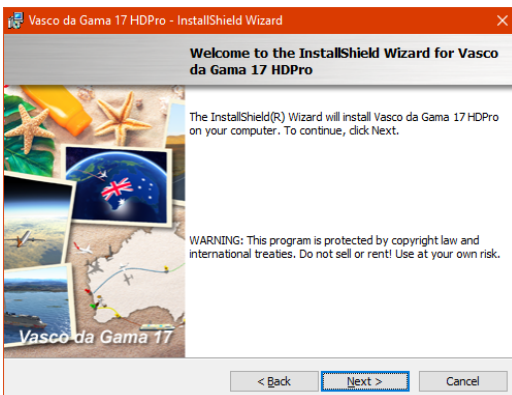 Vasco da Gama 17 HDPro - InstallShield Wizard
Welcome to the InstallShield Wizard for Vasco
da Gama 17 HDPro
The InstallShield(R) Wizard will install Vasco da Gama 17 HDPro
on your computer. To continue, click Next.
WARNING: This program is protected by copyright law and
international treaties. Do not sell or rent! Use at your own risk.
Vasco da Gama 17
< Back
Next >
Cancel